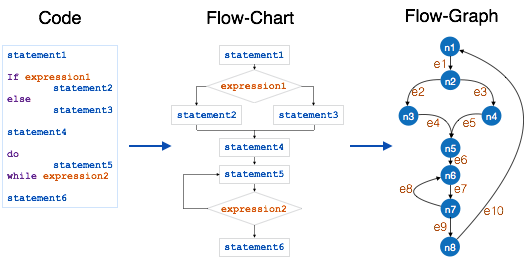 Code
Flow-Chart
Flow-Graph
statement1
If expression1
statement2
else
statement3
statement4
do
statement5
while expression2
statement6
statement1
expression1
statement2
statement3
statement4
statement5
expression2
statement6
n1
e1
n2
e2
e3
n3
n4
e4
e5
n5
e6
n6
e8
e7
n7
e9
e10
n8